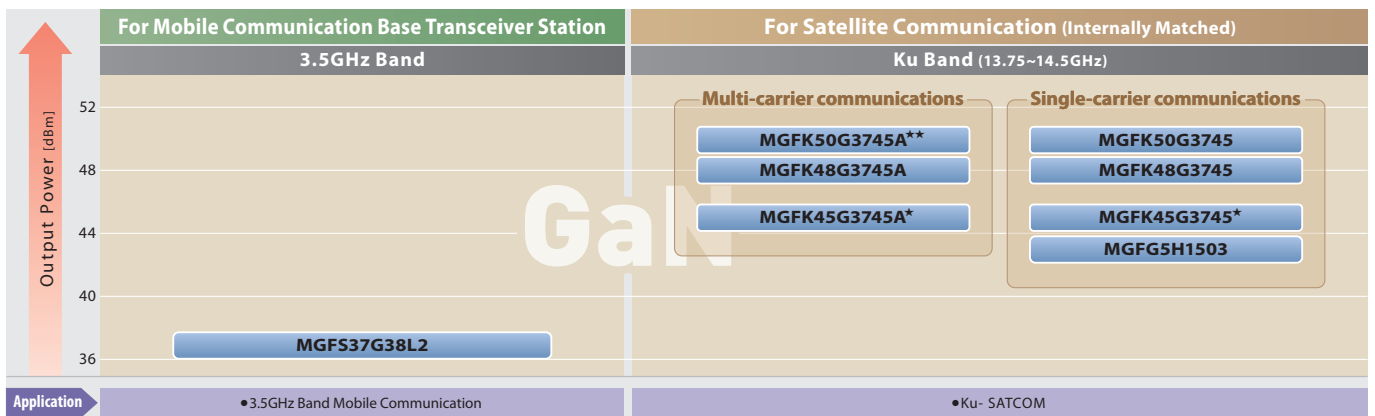 For Mobile Communication Base Transceiver Station
For Satellite Communication (Internally Matched)
3.5GHz Band
Ku Band (13.75~14.5GHz)
Output Power [dBm]
52
48
44
40
36
GaN
Multi-carrier communications
MGFK50G3745A★★
MGFK48G3745A
MGFK45G3745A★
Single-carrier communications
MGFK50G3745
MGFK48G3745
MGFK45G3745★
MGFG5H1503
MGFS37G38L2
Application
●3.5GHz Band Mobile Communication
●Ku- SATCOM